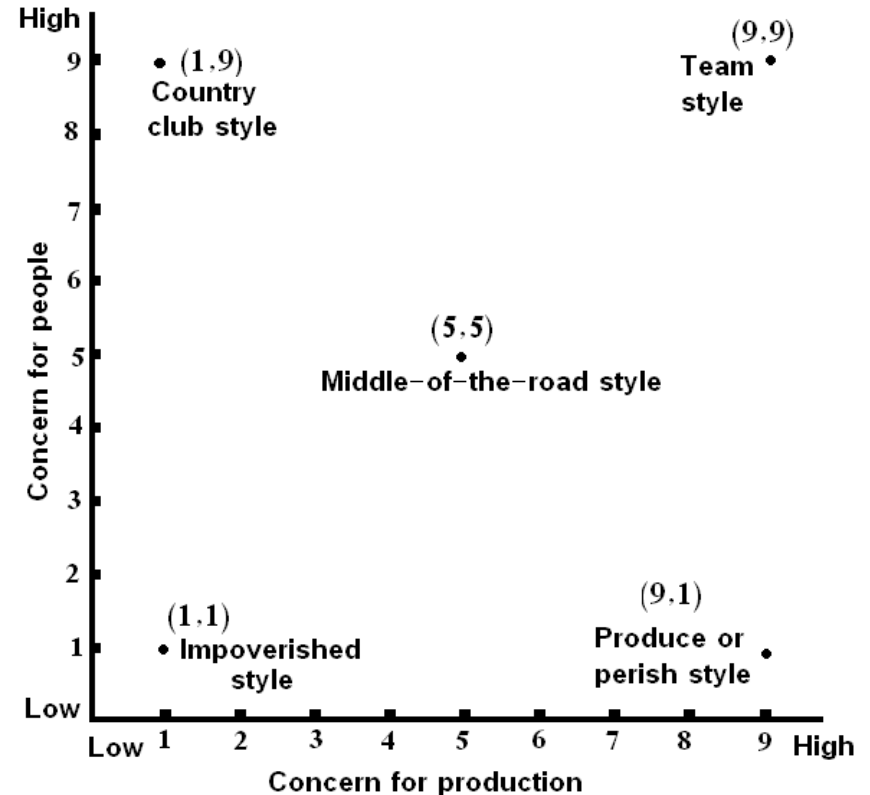 High
9
(1,9)
Country
club style
(9,9)
Team
style
8
7
6
5
4
3
2
1
Concern for people
(5,5)
Middle-of-the-road style
(1,1)
Impoverished
style
(9,1)
Produce or
perish style
Low
Low 1 2 3 4 5 6 7 8 9 High
Concern for production